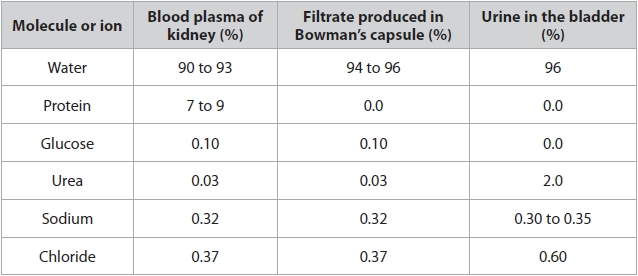 Molecule or ion | Blood plasma of kidney (%) | Filtrate produced in Bowman's capsule (%) | Urine in the bladder (%)
Water | 90 to 93 | 94 to 96 | 96
Protein | 7 to 9 | 0.0 | 0.0
Glucose | 0.10 | 0.10 | 0.0
Urea | 0.03 | 0.03 | 2.0
Sodium | 0.32 | 0.32 | 0.30 to 0.35
Chloride | 0.37 | 0.37 | 0.60